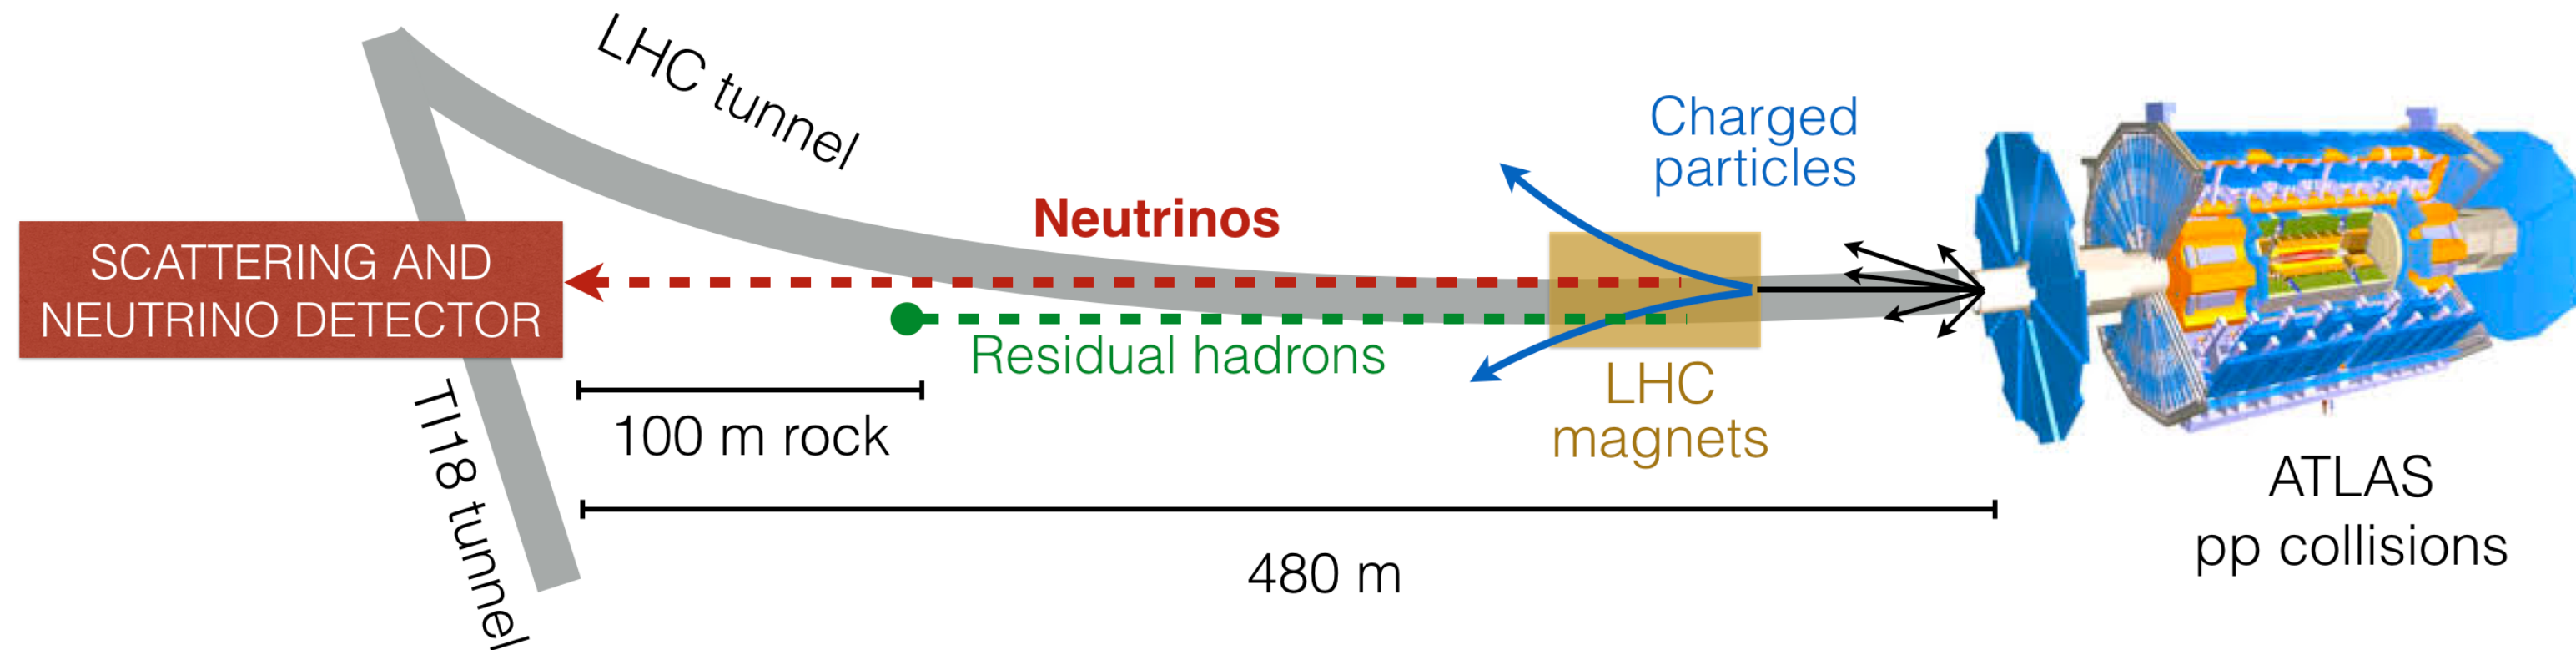 LHC tunnel
Charged
particles
Neutrinos
SCATTERING AND
NEUTRINO DETECTOR
Residual hadrons
LHC
magnets
100 m rock
TI18 tunnel
480 m
ATLAS
pp collisions